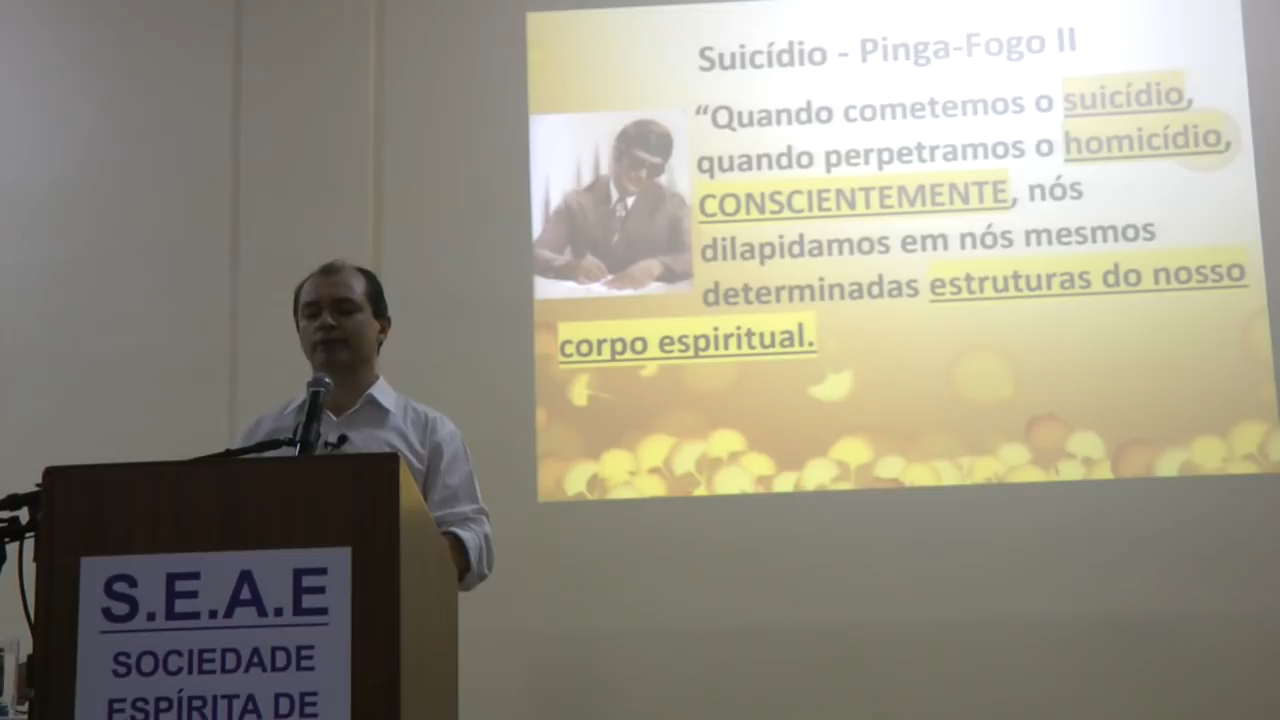 Suicídio - Pinga-Fogo II
“Quando cometemos o suicídio,
quando perpetramos o homicídio,
CONSCIENTEMENTE, nós
dilapidamos em nós mesmos
determinadas estruturas do nosso
corpo espiritual.
S.E.A.E
SOCIEDADE
ESPÍRITA DE